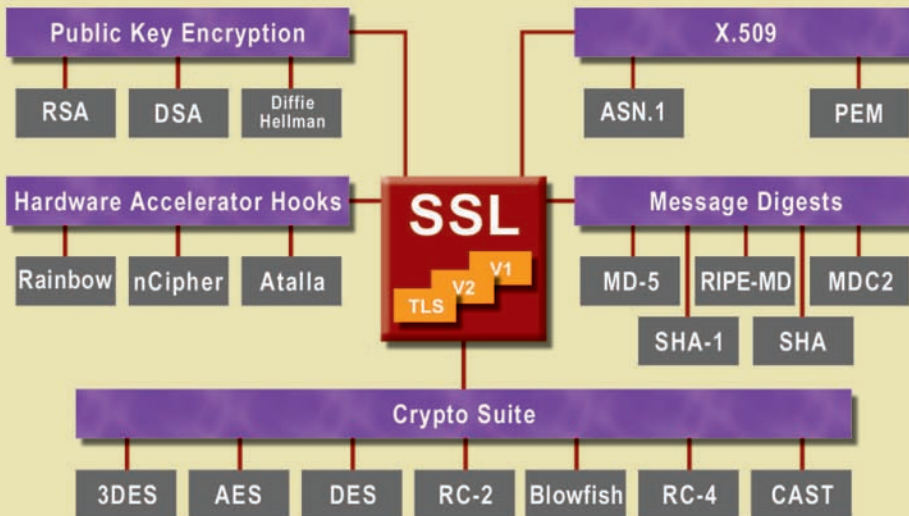 Public Key Encryption
X.509
RSA
DSA
Diffie
Hellman
ASN.1
PEM
Hardware Accelerator Hooks
SSL
Message Digests
V1
V2
TLS
Rainbow
nCipher
Atalla
MD-5
RIPE-MD
MDC2
SHA-1
SHA
Crypto Suite
3DES
AES
DES
RC-2
Blowfish
RC-4
CAST